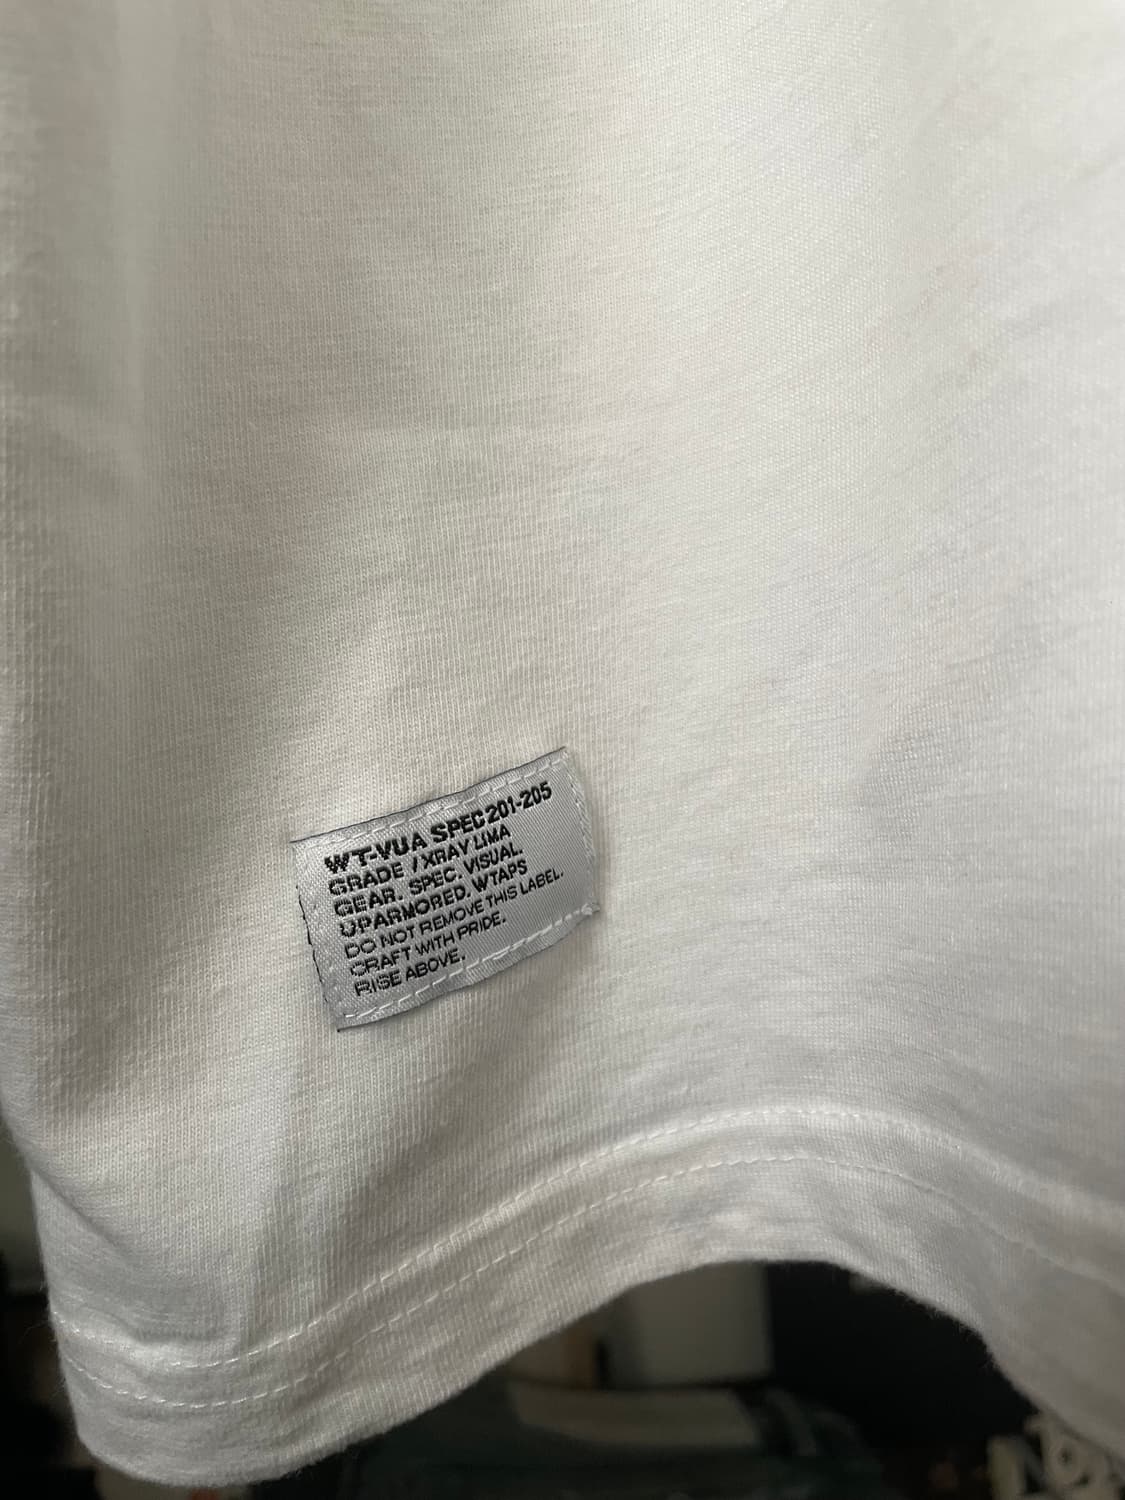 WT-VUA SPEC 201-205
GRADE / XRAY LIMA
GEAR. SPEC. VISUAL.
UPARMORED. WTAPS
DO NOT REMOVE THIS LABEL.
CRAFT WITH PRIDE.
RISE ABOVE.